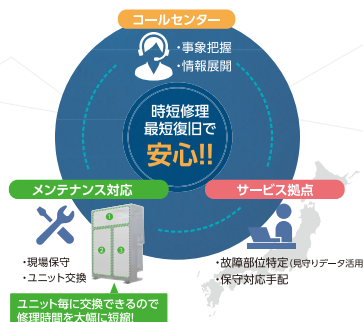 コールセンター
・事象把握
・情報展開
時短修理
最短復旧で
安心!!
メンテナンス対応
サービス拠点
1
2
3
・現場保守
・ユニット交換
・故障部位特定(見守りデータ活用
・保守対応手配
ユニット毎に交換できるので
修理時間を大幅に短縮!